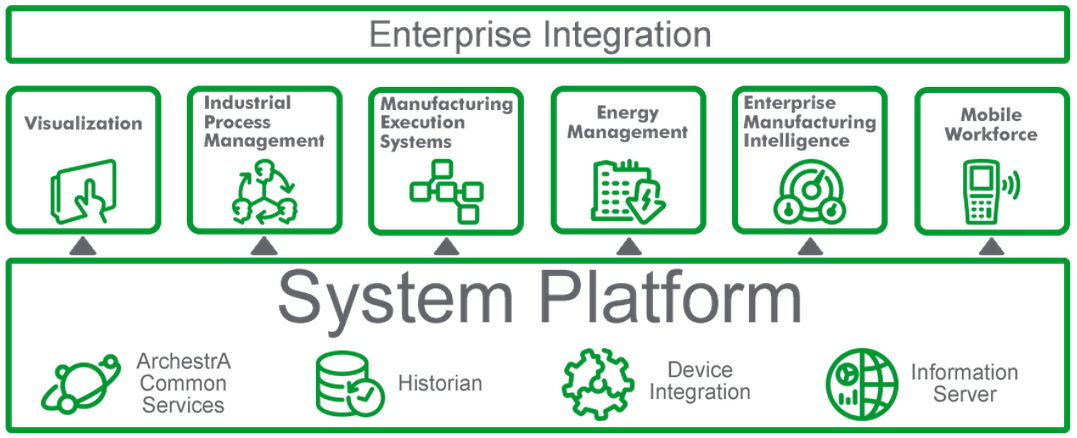 Enterprise Integration
Visualization
Industrial
Process
Management
Manufacturing
Execution
Systems
Energy
Management
Enterprise
Manufacturing
Intelligence
Mobile
Workforce
System Platform
ArchestrA
Common
Services
Historian
Device
Integration
Information
Server